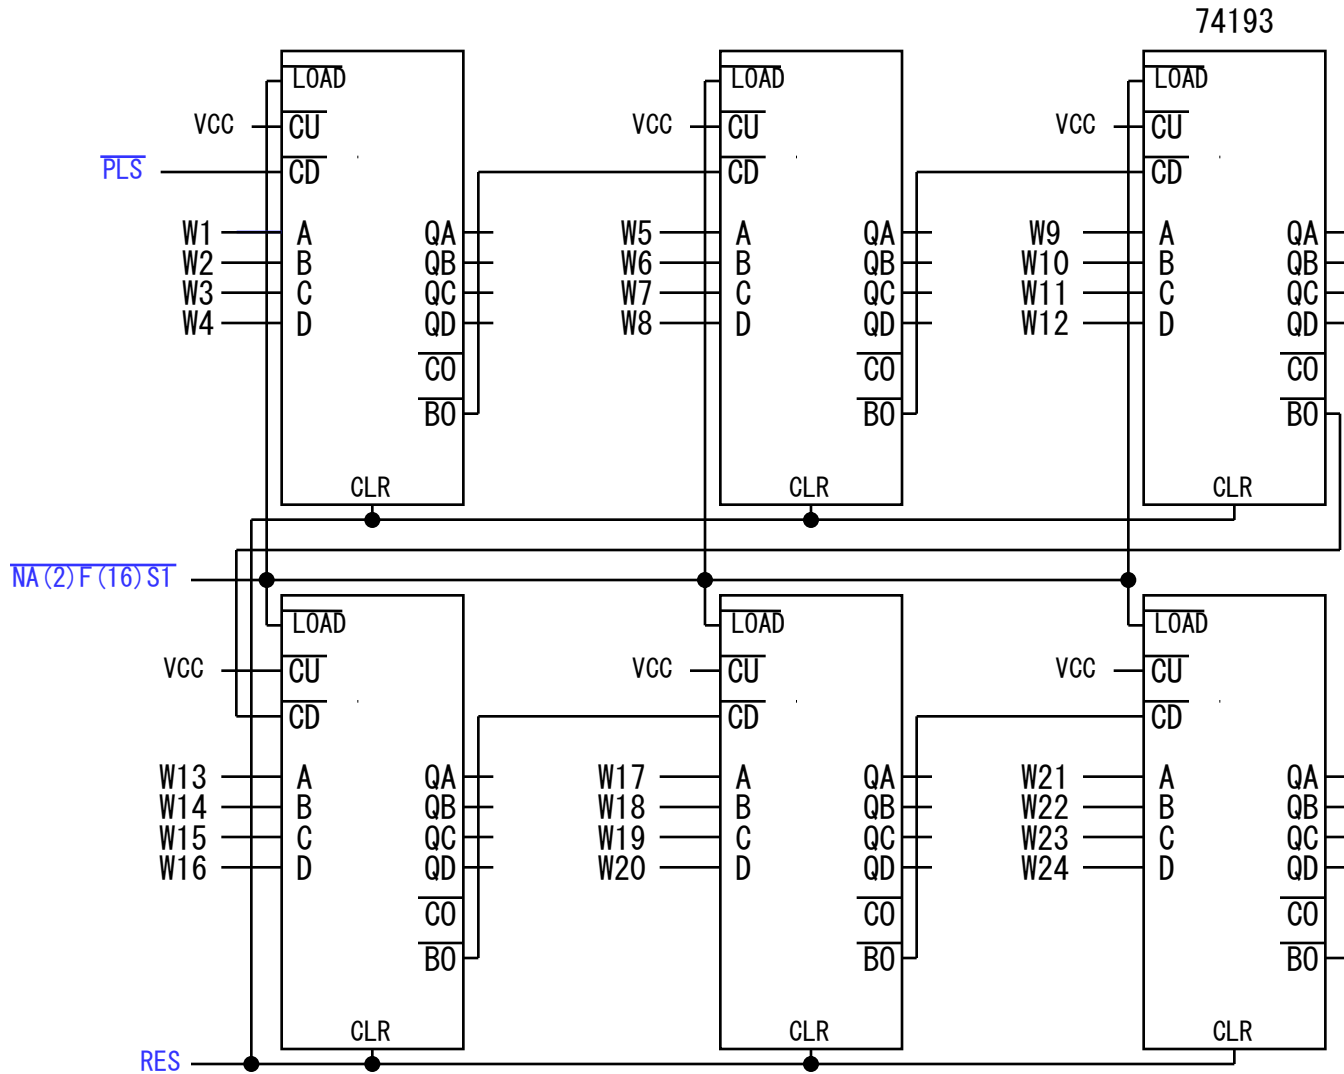 74193
LOAD LOAD LOAD
VCC CU VCC CU VCC CU
PLS CD CD CD
W1 A QA W5 A QA W9 A QA
W2 B QB W6 B QB W10 B QB
W3 C QC W7 C QC W11 C QC
W4 D QD W8 D QD W12 D QD
CO CO CO
BO BO BO
CLR CLR CLR
NA(2)F(16)S1
LOAD LOAD LOAD
VCC CU VCC CU VCC CU
CD CD CD
W13 A QA W17 A QA W21 A QA
W14 B QB W18 B QB W22 B QB
W15 C QC W19 C QC W23 C QC
W16 D QD W20 D QD W24 D QD
CO CO CO
BO BO BO
CLR CLR CLR
RES